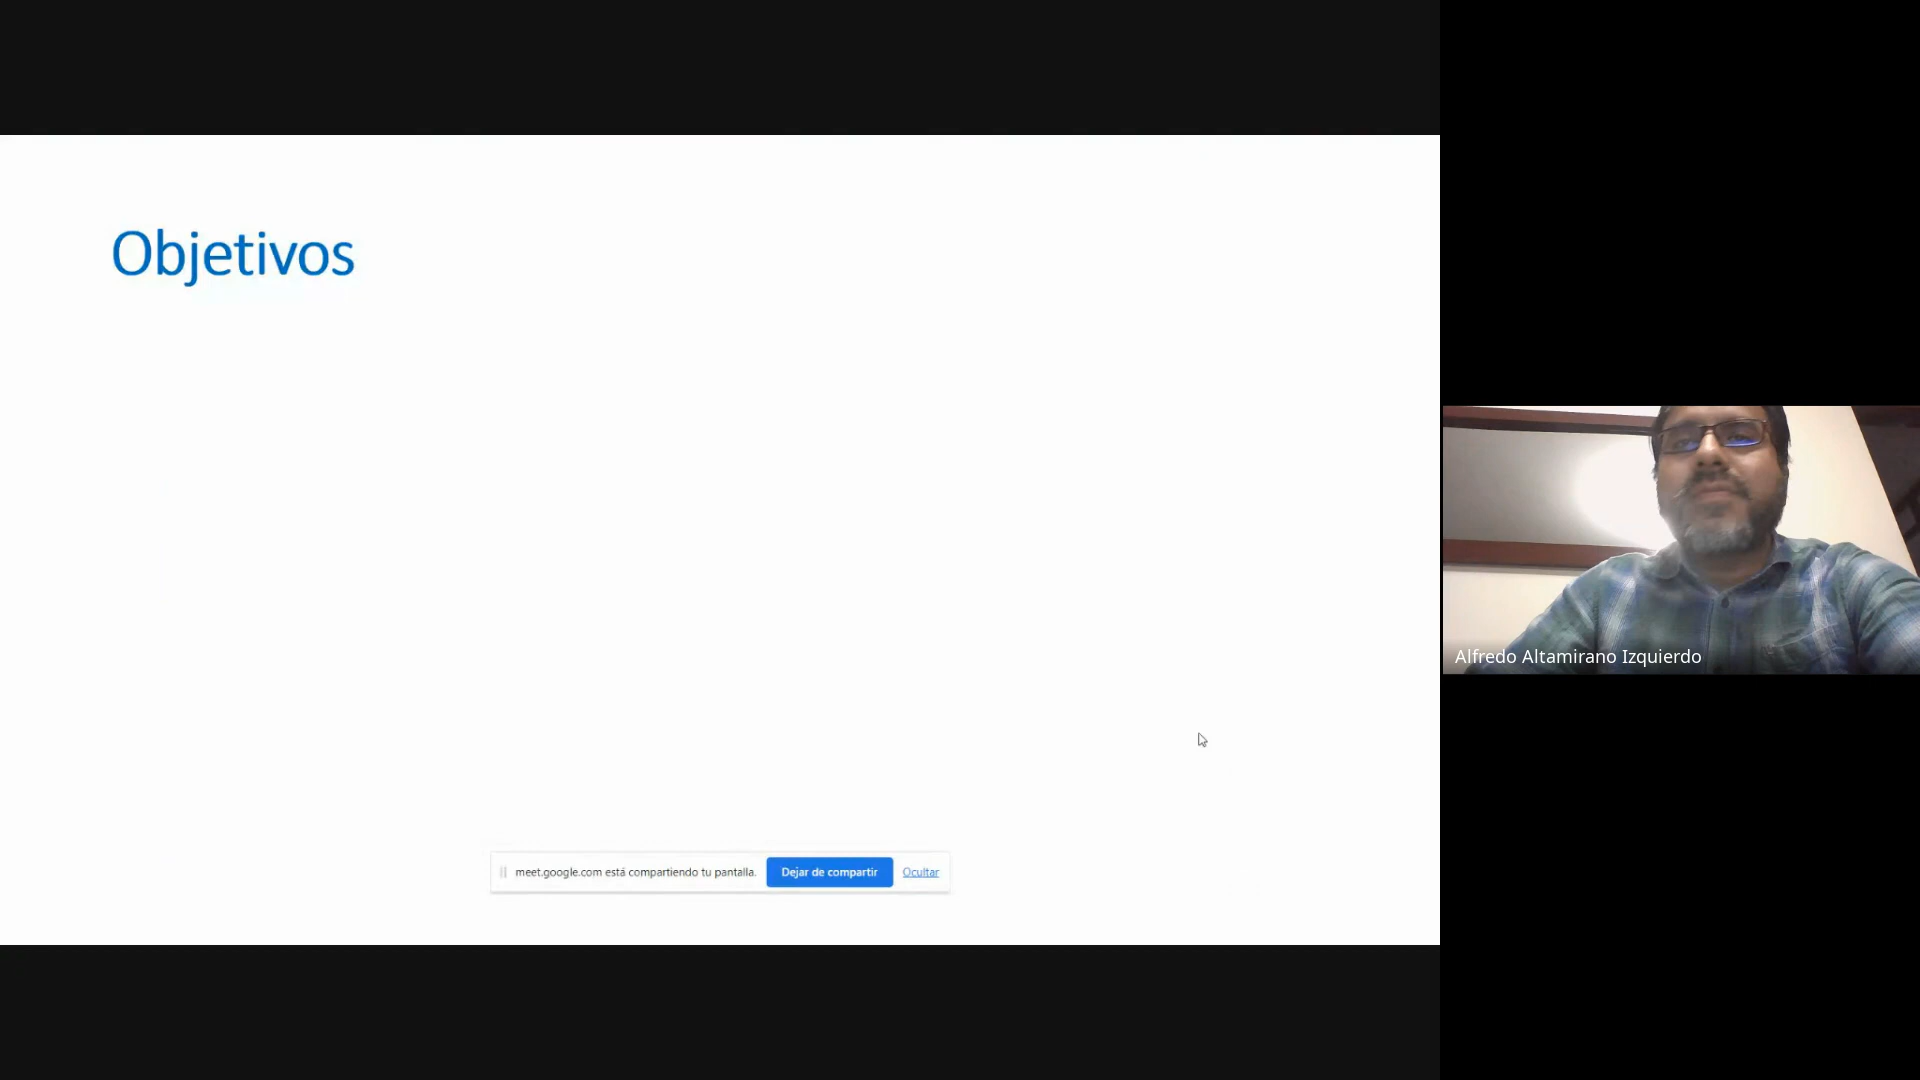 Objetivos
meet.google.com está compartiendo tu pantalla. Dejar de compartir Ocultar
Alfredo Altamirano Izquierdo